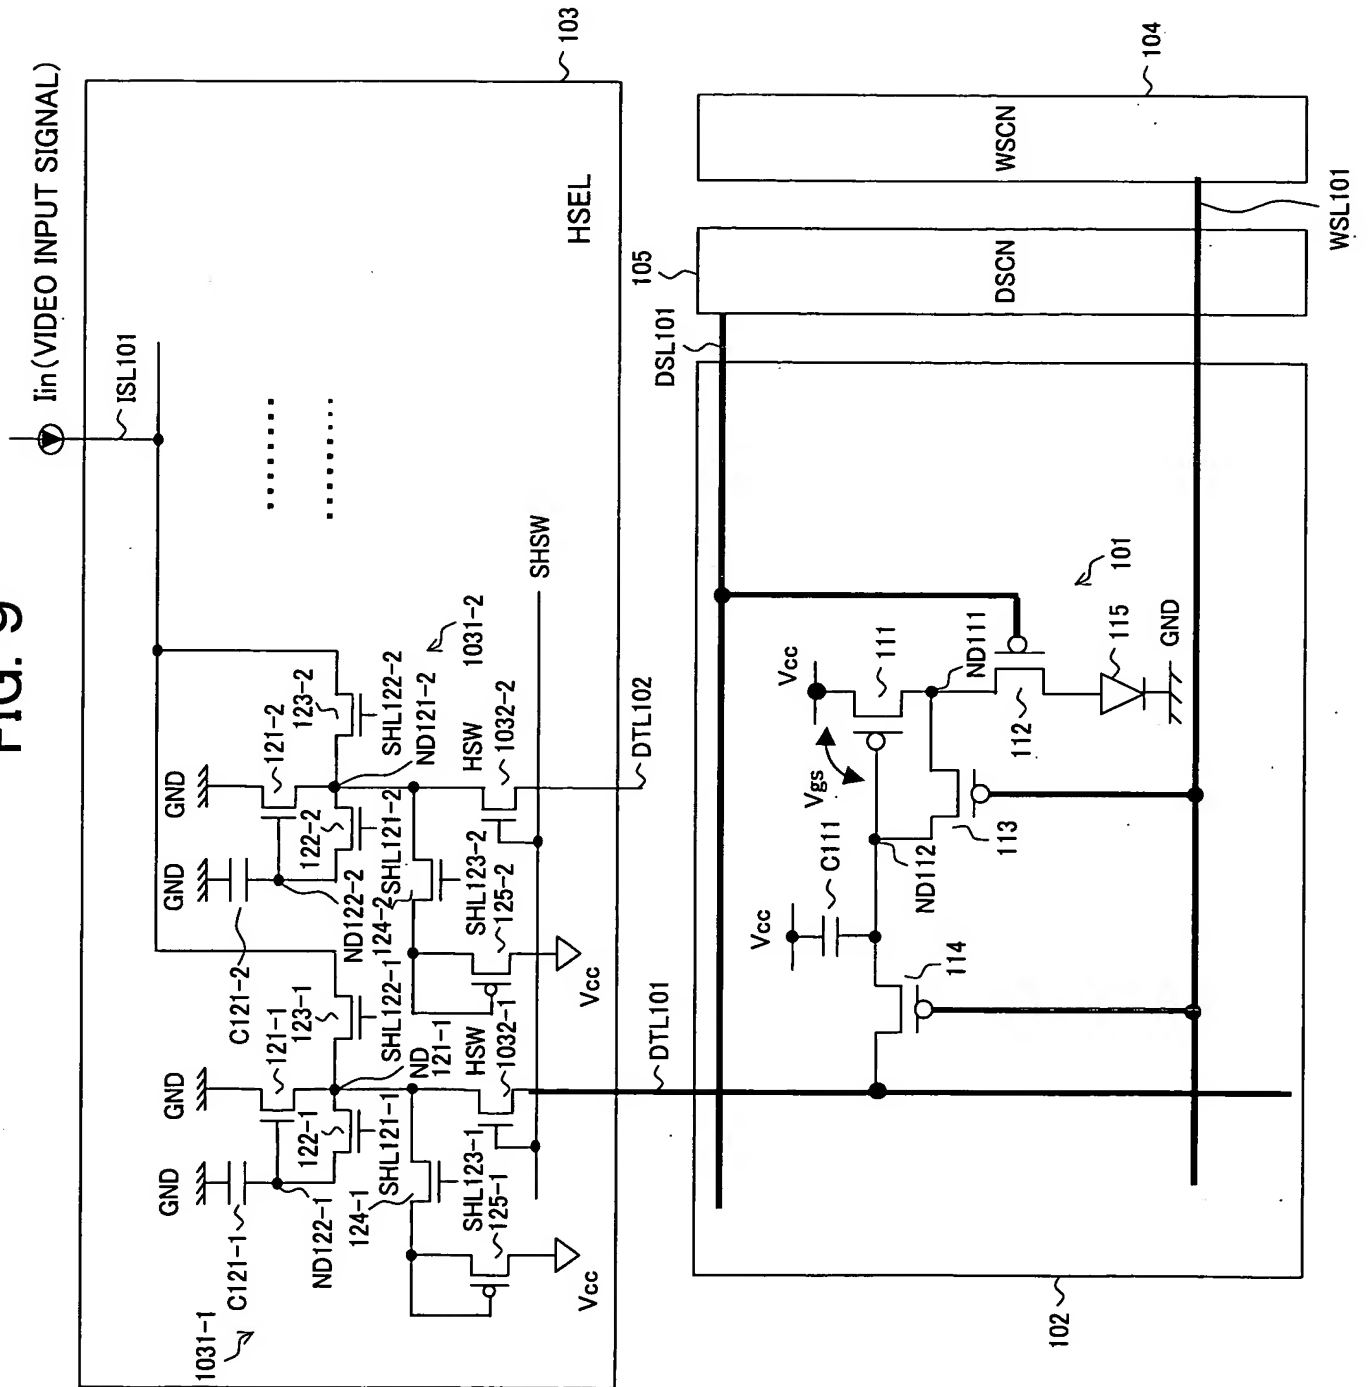 FIG. 9
Iin(VIDEO INPUT SIGNAL)
ISL101
103
HSEL
GND
GND
C121-1
121-1
123-1
122-1
SHL122-1
SHL121-1
ND
121-1
ND122-1
124-1
SHL123-1
125-1
HSW
1032-1
Vcc
1031-1
GND
GND
C121-2
121-2
123-2
122-2
SHL122-2
SHL121-2
ND121-2
ND122-2
124-2
SHL123-2
125-2
HSW
1032-2
Vcc
1031-2
SHSW
DTL101
DTL102
DSL101
105
DSCN
WSCN
104
WSL101
Vcc
C111
Vcc
Vgs
111
ND111
ND112
112
113
114
115
GND
101
102